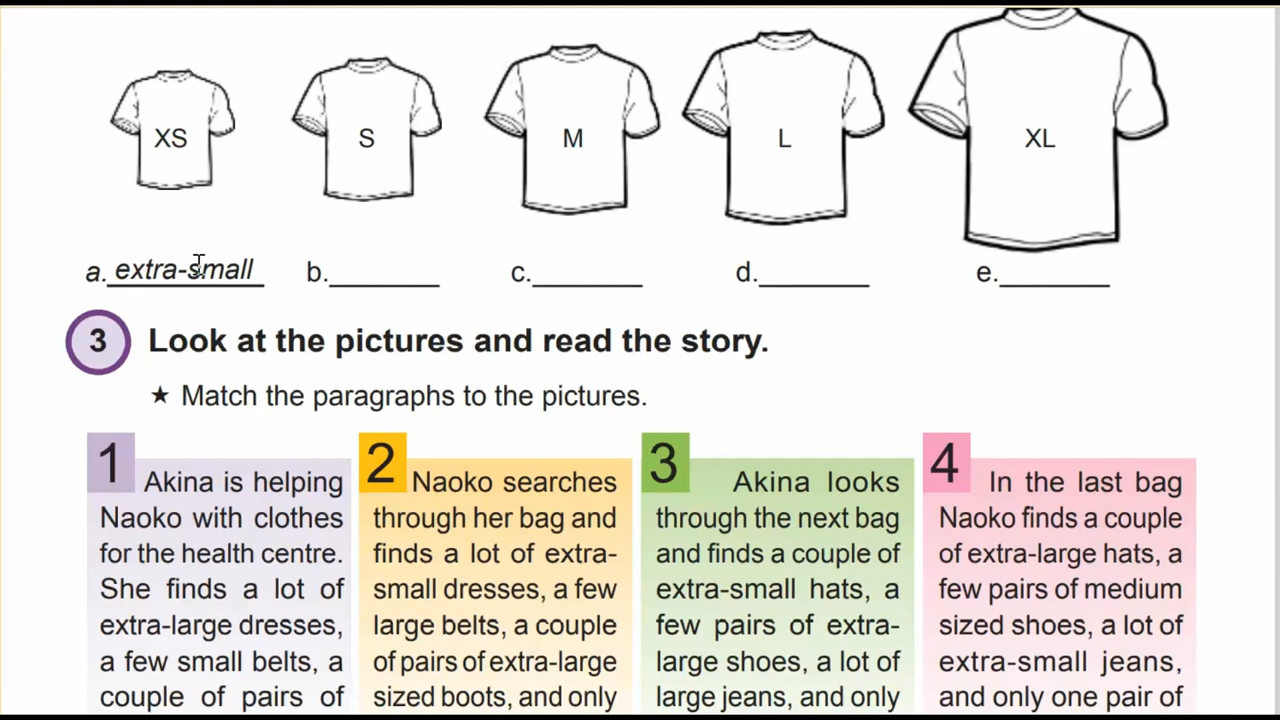 XS S M L XL
a. extra-small b.________ c.________ d.________ e.________
3 Look at the pictures and read the story.
★ Match the paragraphs to the pictures.
1 Akina is helping
Naoko with clothes
for the health centre.
She finds a lot of
extra-large dresses,
a few small belts, a
couple of pairs of
2 Naoko searches
through her bag and
finds a lot of extra-
small dresses, a few
large belts, a couple
of pairs of extra-large
sized boots, and only
3 Akina looks
through the next bag
and finds a couple of
extra-small hats, a
few pairs of extra-
large shoes, a lot of
large jeans, and only
4 In the last bag
Naoko finds a couple
of extra-large hats, a
few pairs of medium
sized shoes, a lot of
extra-small jeans,
and only one pair of